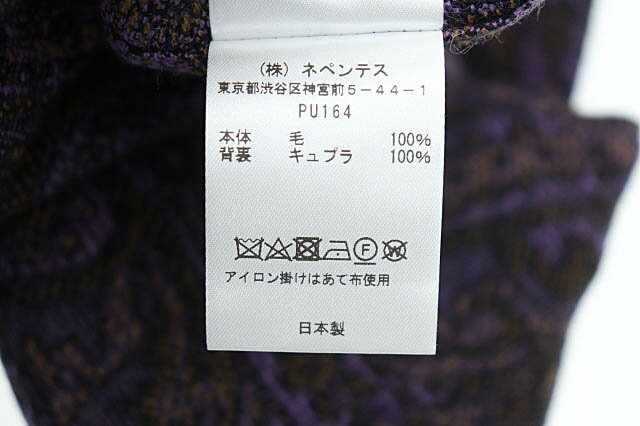 （株）ネペンテス
東京都渋谷区神宮前５－４４－１
PU164
本体 毛 100%
背裏 キュプラ 100%
F W
アイロン掛けはあて布使用
日本製